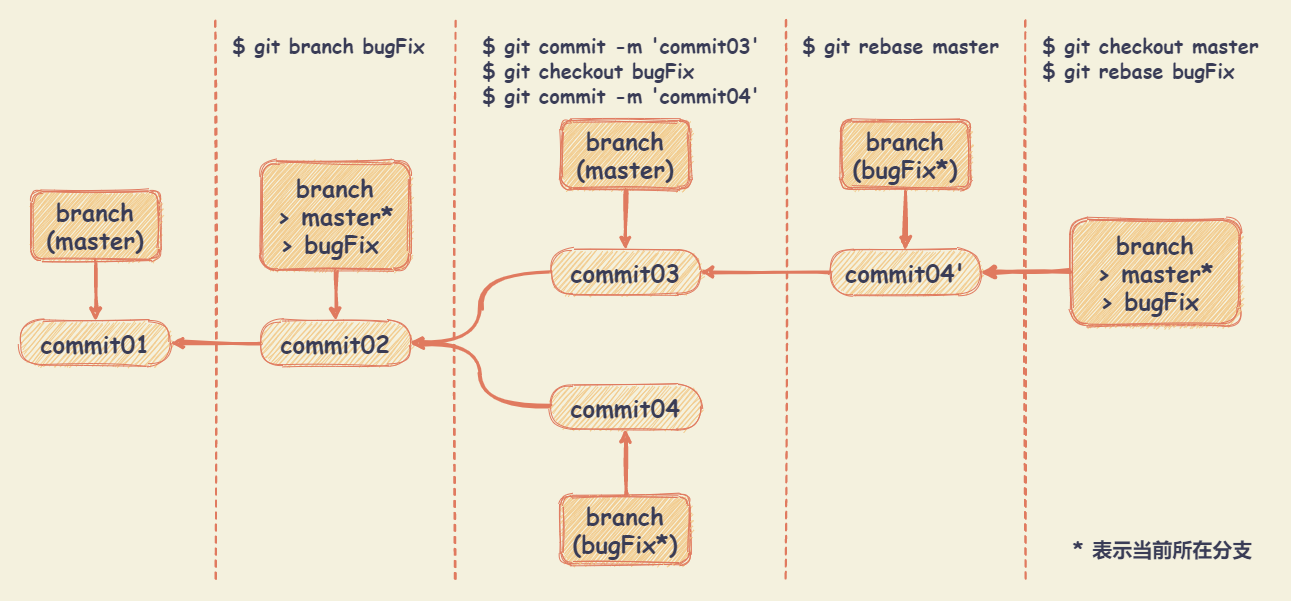 $ git branch bugFix
$ git commit -m 'commit03'
$ git checkout bugFix
$ git commit -m 'commit04'
$ git rebase master
$ git checkout master
$ git rebase bugFix
branch
(master)
commit01
branch
> master*
> bugFix
commit02
branch
(master)
commit03
commit04
branch
(bugFix*)
branch
(bugFix*)
commit04'
branch
> master*
> bugFix
* 表示当前所在分支